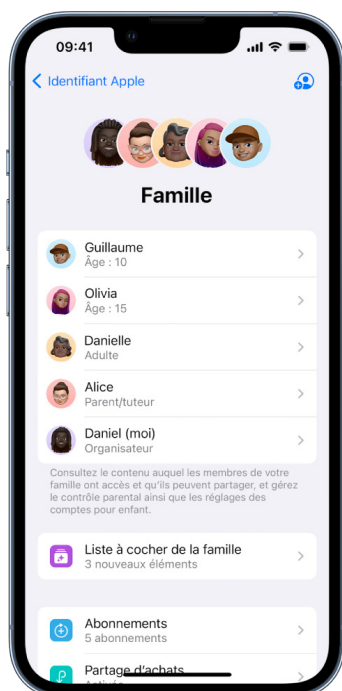 09:41
Identifiant Apple
Famille
Guillaume
Âge : 10
Olivia
Âge : 15
Danielle
Adulte
Alice
Parent/tuteur
Daniel (moi)
Organisateur
Consultez le contenu auquel les membres de votre
famille ont accès et qu'ils peuvent partager, et gérez
le contrôle parental ainsi que les réglages des
comptes pour enfant.
Liste à cocher de la famille
3 nouveaux éléments
Abonnements
5 abonnements
Partage d'achats